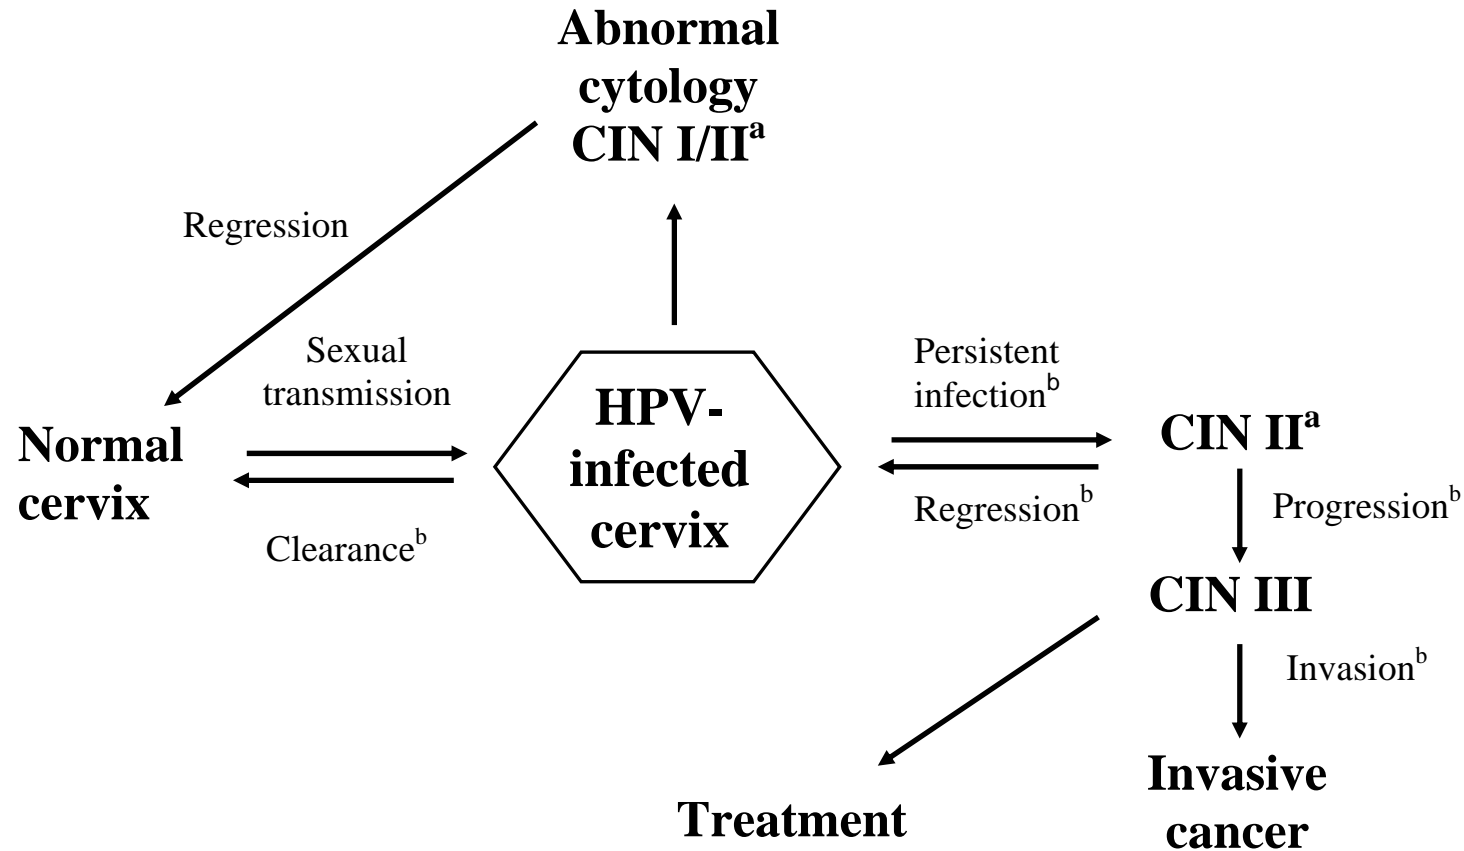 Abnormal
cytology
CIN I/IIa
Regression
Sexual
transmission
Persistent
infectionb
HPV-
infected
cervix
Normal
cervix
CIN IIa
Clearanceb
Regressionb
Progressionb
CIN III
Invasionb
Treatment
Invasive
cancer